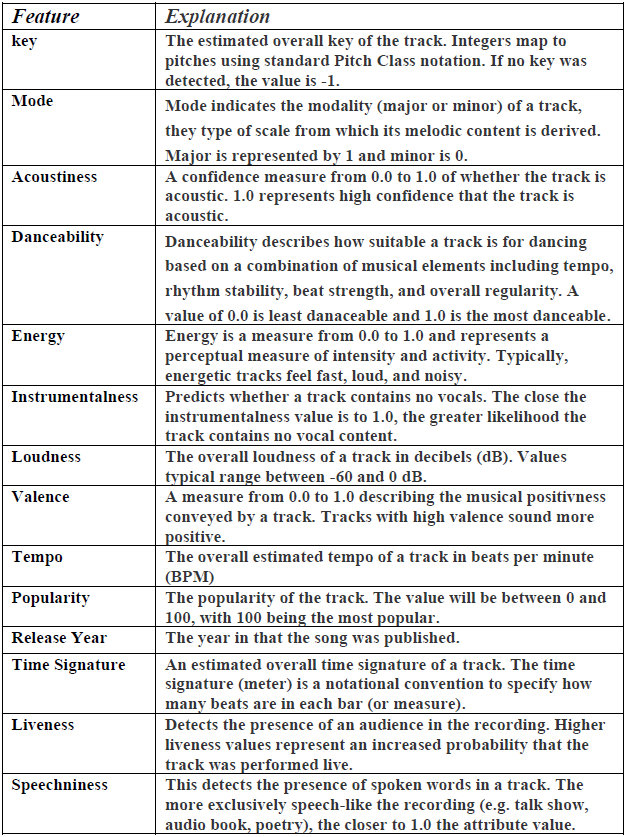 Feature Explanation
key The estimated overall key of the track. Integers map to
pitches using standard Pitch Class notation. If no key was
detected, the value is -1.
Mode Mode indicates the modality (major or minor) of a track,
they type of scale from which its melodic content is derived.
Major is represented by 1 and minor is 0.
Acoustiness A confidence measure from 0.0 to 1.0 of whether the track is
acoustic. 1.0 represents high confidence that the track is
acoustic.
Danceability Danceability describes how suitable a track is for dancing
based on a combination of musical elements including tempo,
rhythm stability, beat strength, and overall regularity. A
value of 0.0 is least danaceable and 1.0 is the most danceable.
Energy Energy is a measure from 0.0 to 1.0 and represents a
perceptual measure of intensity and activity. Typically,
energetic tracks feel fast, loud, and noisy.
Instrumentalness Predicts whether a track contains no vocals. The close the
instrumentalness value is to 1.0, the greater likelihood the
track contains no vocal content.
Loudness The overall loudness of a track in decibels (dB). Values
typical range between -60 and 0 dB.
Valence A measure from 0.0 to 1.0 describing the musical positivness
conveyed by a track. Tracks with high valence sound more
positive.
Tempo The overall estimated tempo of a track in beats per minute
(BPM)
Popularity The popularity of the track. The value will be between 0 and
100, with 100 being the most popular.
Release Year The year in that the song was published.
Time Signature An estimated overall time signature of a track. The time
signature (meter) is a notational convention to specify how
many beats are in each bar (or measure).
Liveness Detects the presence of an audience in the recording. Higher
liveness values represent an increased probability that the
track was performed live.
Speechniness This detects the presence of spoken words in a track. The
more exclusively speech-like the recording (e.g. talk show,
audio book, poetry), the closer to 1.0 the attribute value.